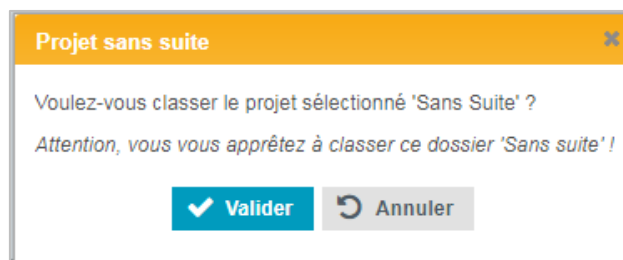 Projet sans suite
Voulez-vous classer le projet sélectionné 'Sans Suite' ?
Attention, vous vous apprêtez à classer ce dossier 'Sans suite' !
Valider Annuler